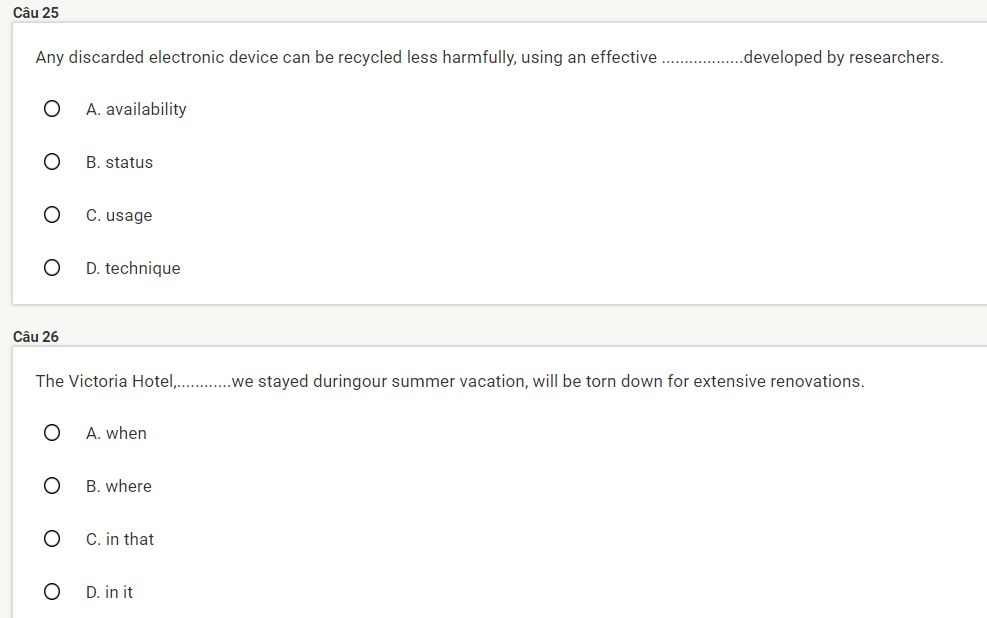 Câu 25
Any discarded electronic device can be recycled less harmfully, using an effective ..................developed by researchers.
A. availability
B. status
C. usage
D. technique
Câu 26
The Victoria Hotel,............we stayed duringour summer vacation, will be torn down for extensive renovations.
A. when
B. where
C. in that
D. in it